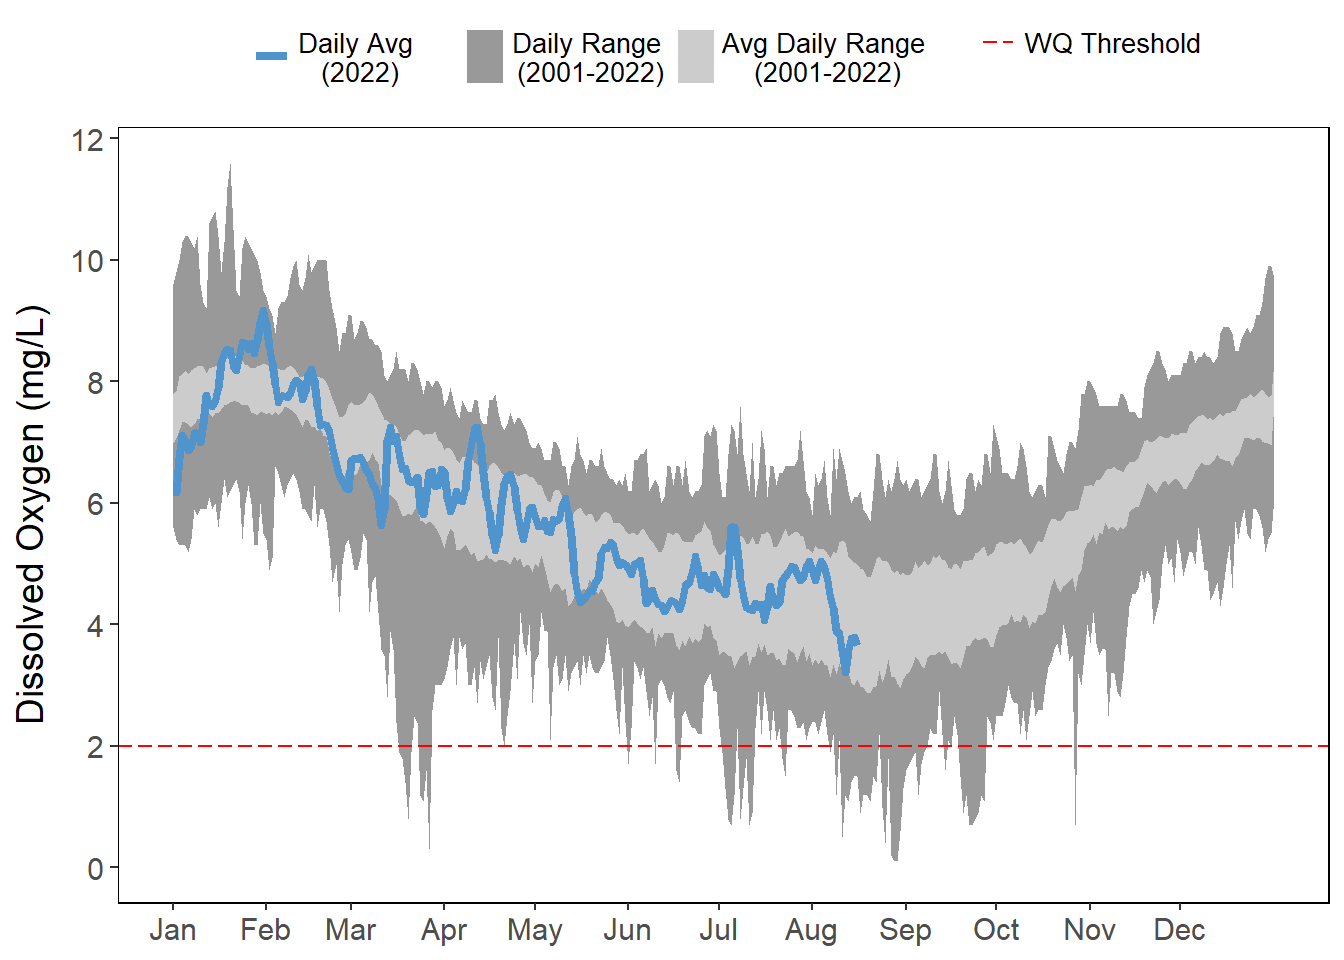 Daily Avg
(2022)
Daily Range
(2001-2022)
Avg Daily Range
(2001-2022)
WQ Threshold
Dissolved Oxygen (mg/L)
12
10
8
6
4
2
0
Jan Feb Mar Apr May Jun Jul Aug Sep Oct Nov Dec